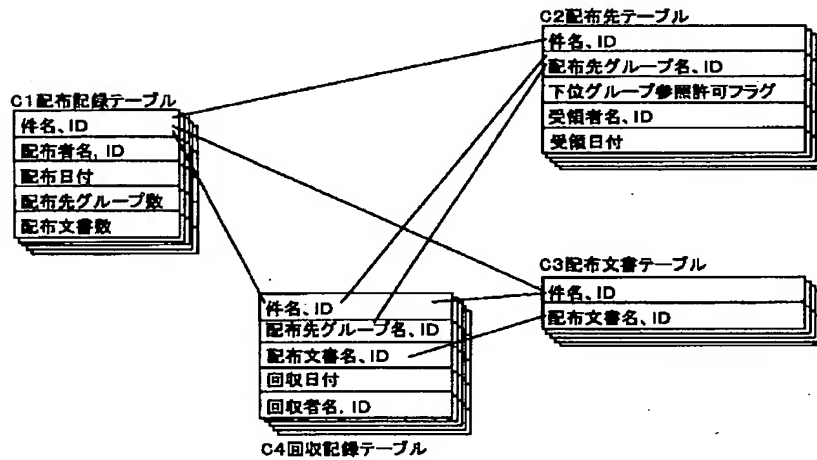 C1配布記録テーブル
件名、ID
配布者名, ID
配布日付
配布先グループ数
配布文書数
C2配布先テーブル
件名、ID
配布先グループ名、ID
下位グループ参照許可フラグ
受領者名、ID
受領日付
C3配布文書テーブル
件名、ID
配布文書名、ID
件名、ID
配布先グループ名、ID
配布文書名、ID
回収日付
回収者名, ID
C4回収記録テーブル